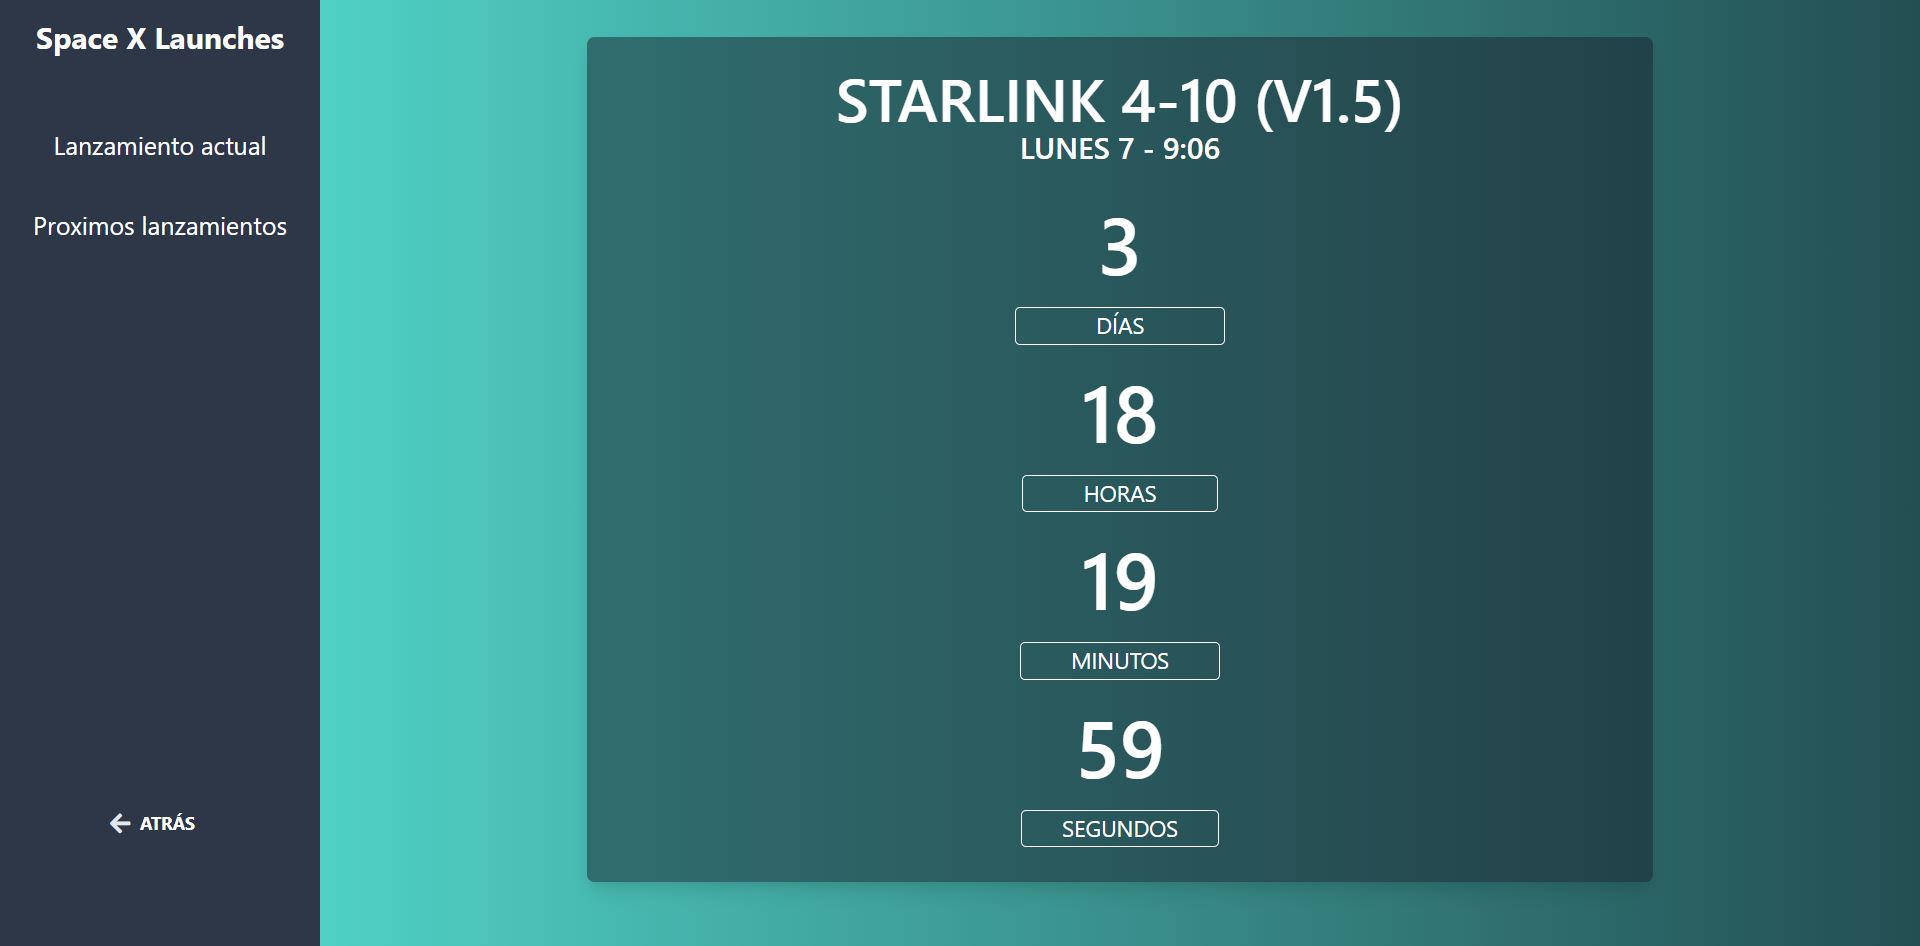 Space X Launches
Lanzamiento actual
Proximos lanzamientos
ATRÁS
STARLINK 4-10 (V1.5)
LUNES 7 - 9:06
3
DÍAS
18
HORAS
19
MINUTOS
59
SEGUNDOS